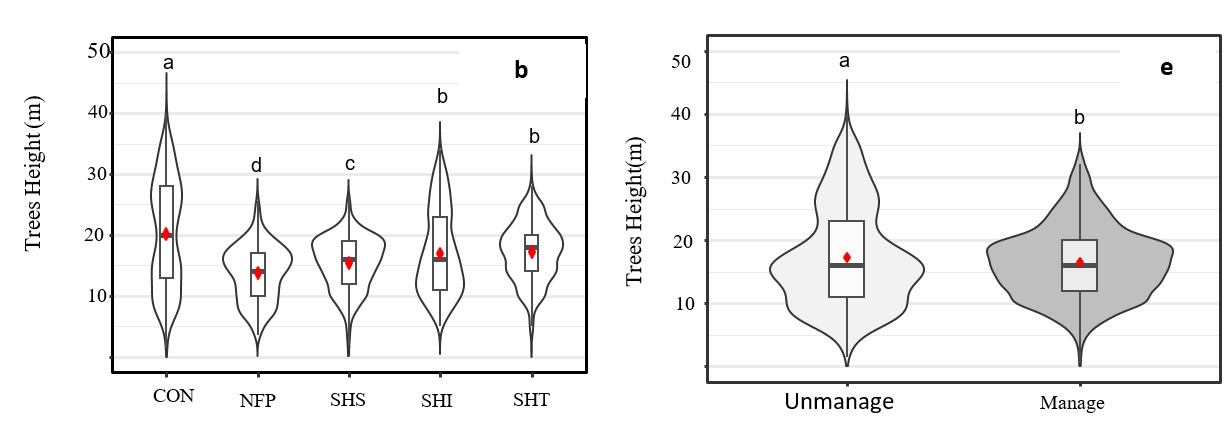 50
40
30
20
10
Trees Height (m)
a
d
c
b
b
b
CON
NFP
SHS
SHI
SHT
50
40
30
20
10
Trees Height(m)
a
b
e
Unmanage
Manage